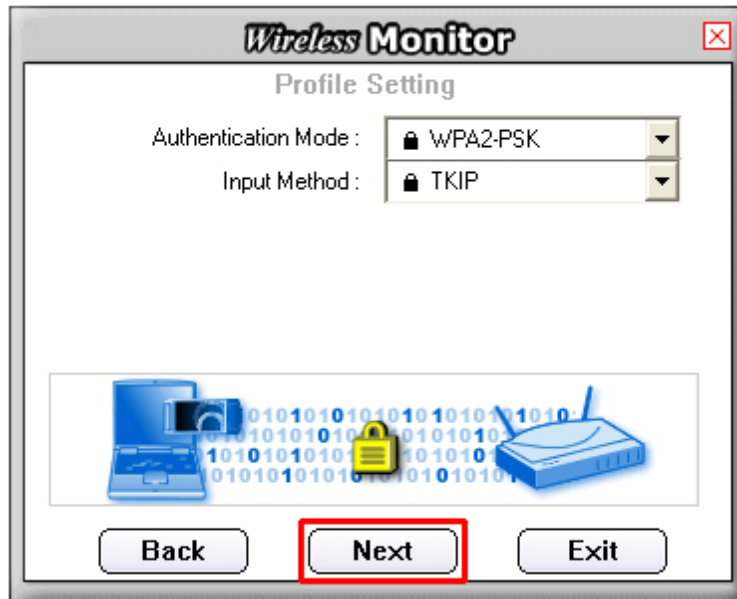 Wireless Monitor
Profile Setting
Authentication Mode : WPA2-PSK
Input Method : TKIP
Back Next Exit